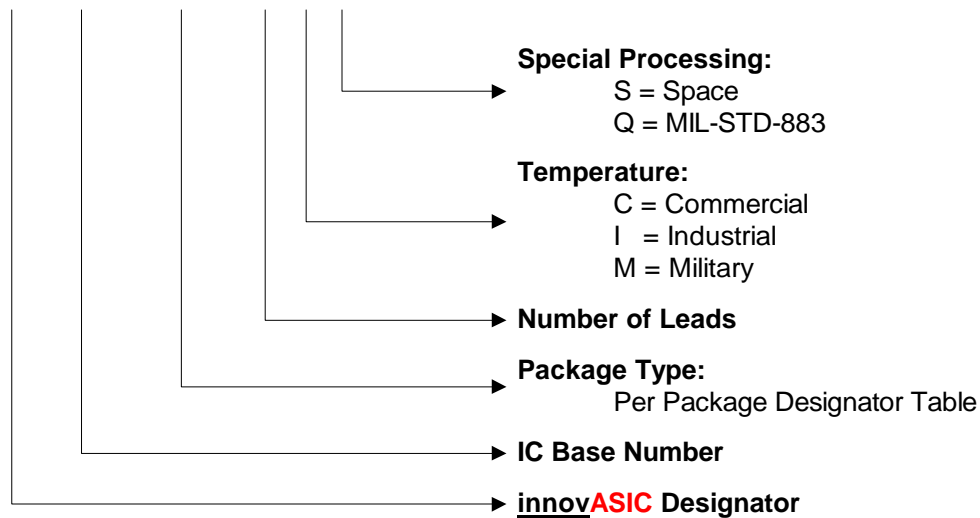 Special Processing:
S = Space
Q = MIL-STD-883
Temperature:
C = Commercial
I = Industrial
M = Military
Number of Leads
Package Type:
Per Package Designator Table
IC Base Number
innovASIC Designator